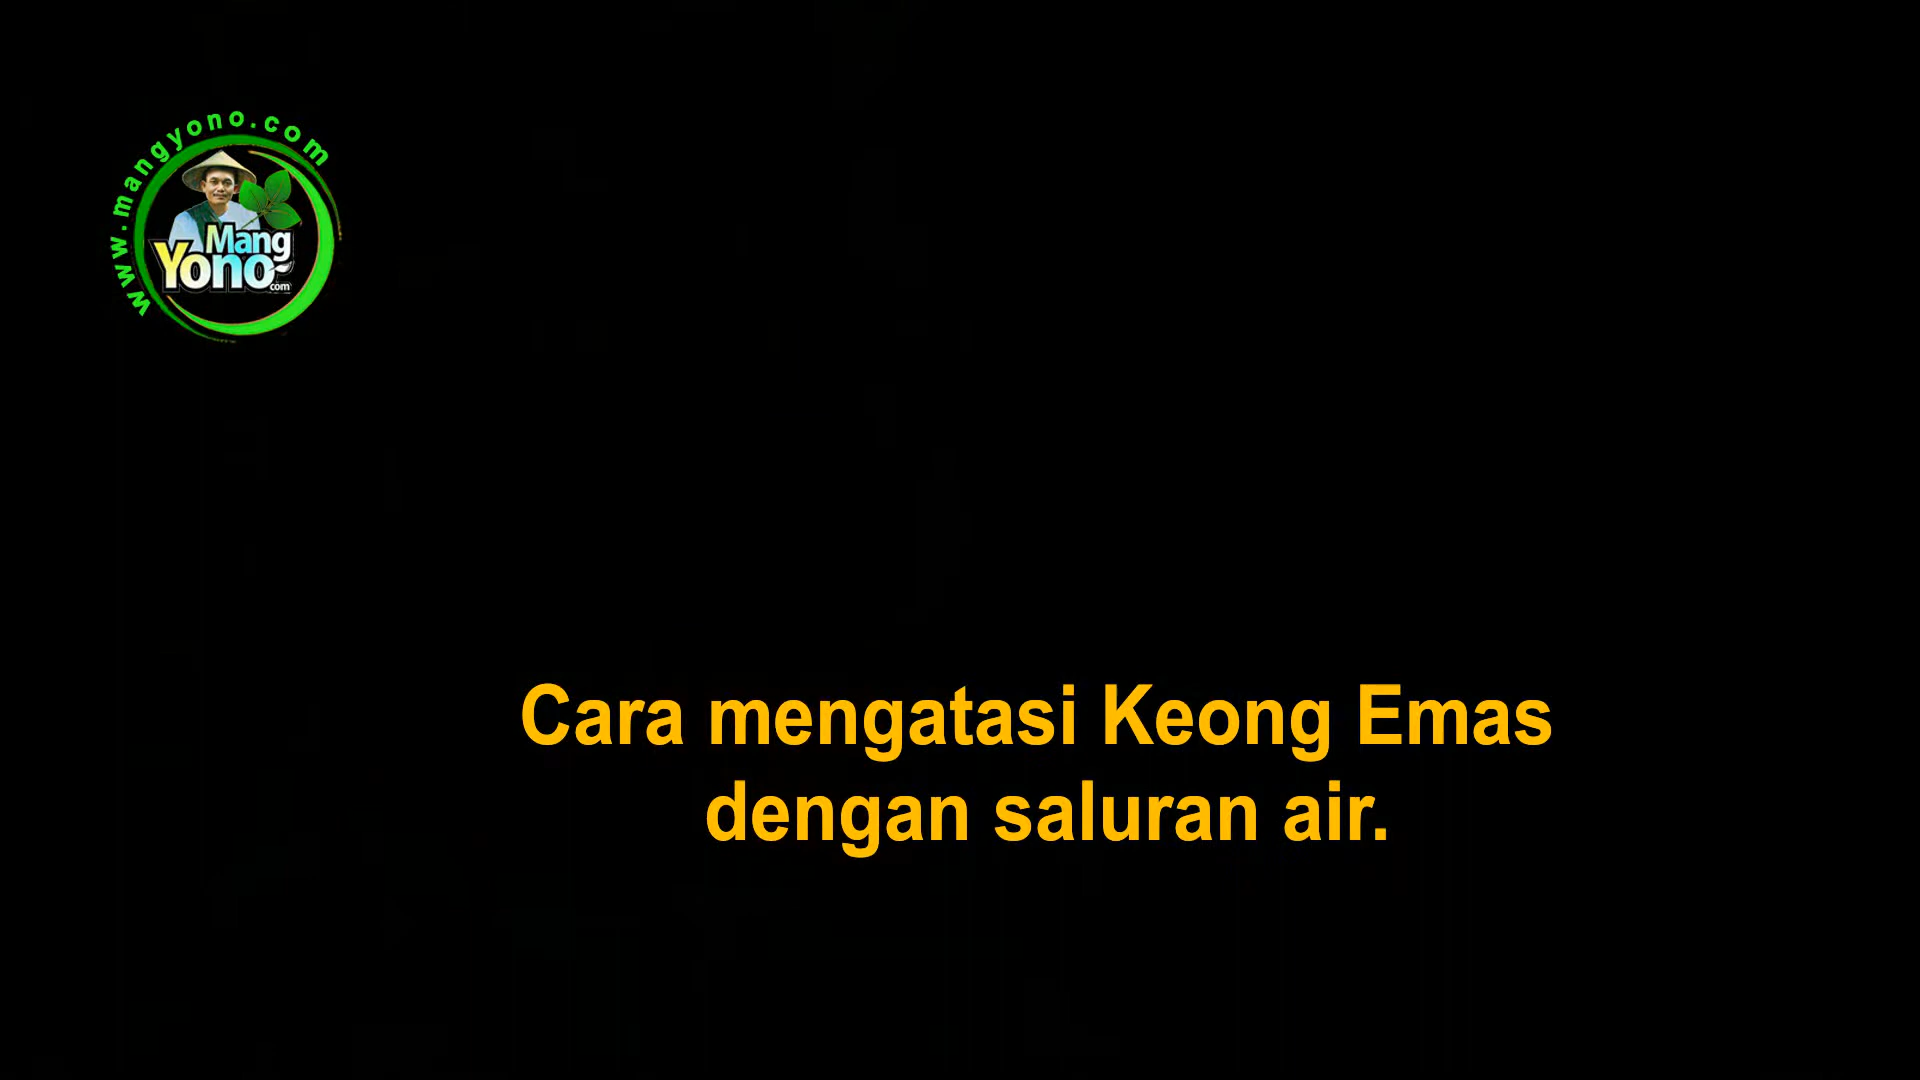 www.mangyono.com
Mang
Yono
com
Cara mengatasi Keong Emas
dengan saluran air.